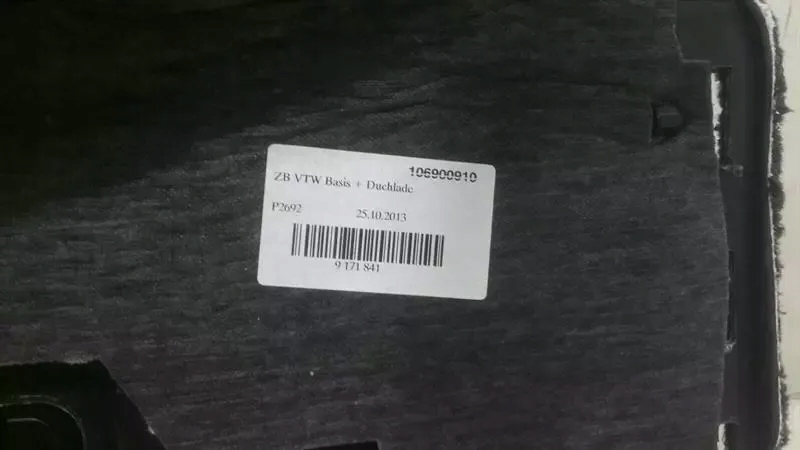 106900910
ZB VTW Basis + Duchlade
P2692 25.10.2013
9 171 841